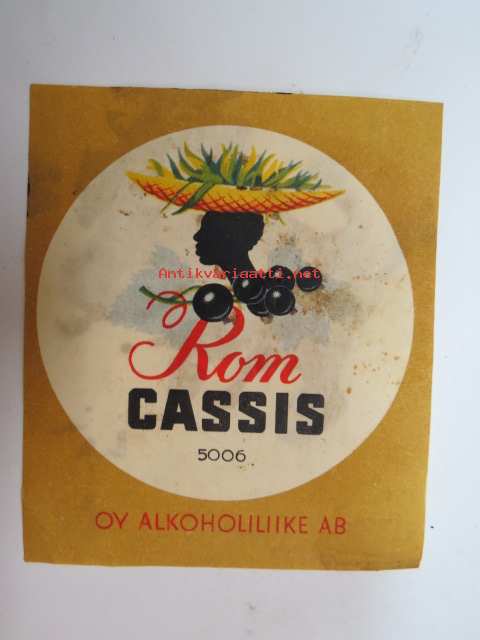 Antikvariaatti.net
Rom
CASSIS
5006
OY ALKOHOLILIIKE AB